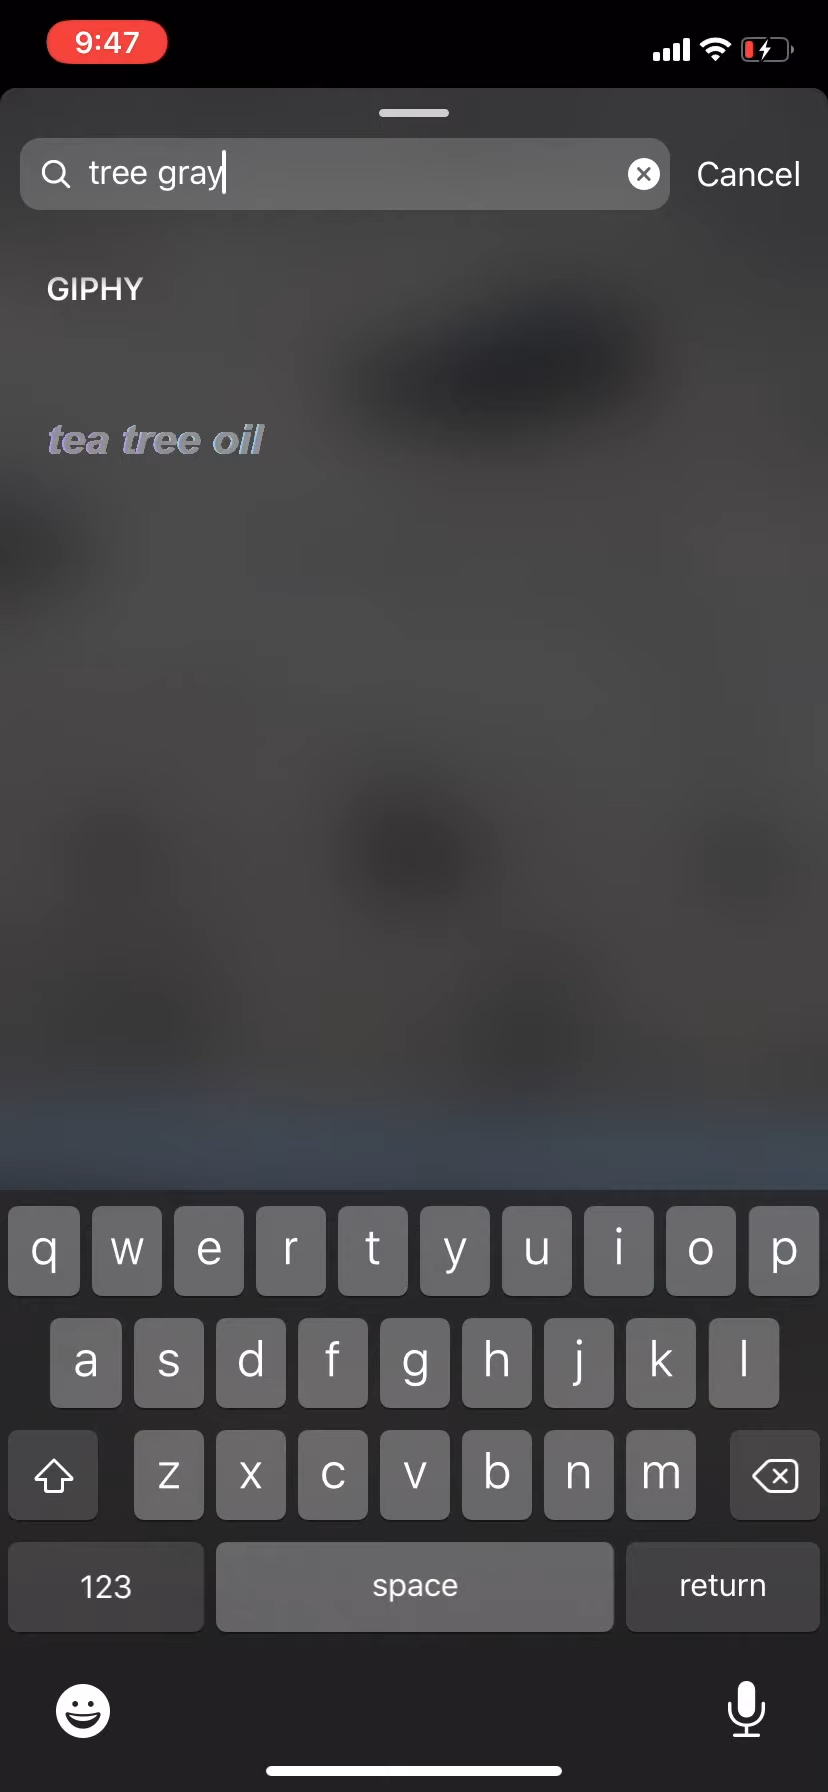 9:47
tree gray
Cancel
GIPHY
tea tree oil
q w e r t y u i o p
a s d f g h j k l
z x c v b n m
123 space return